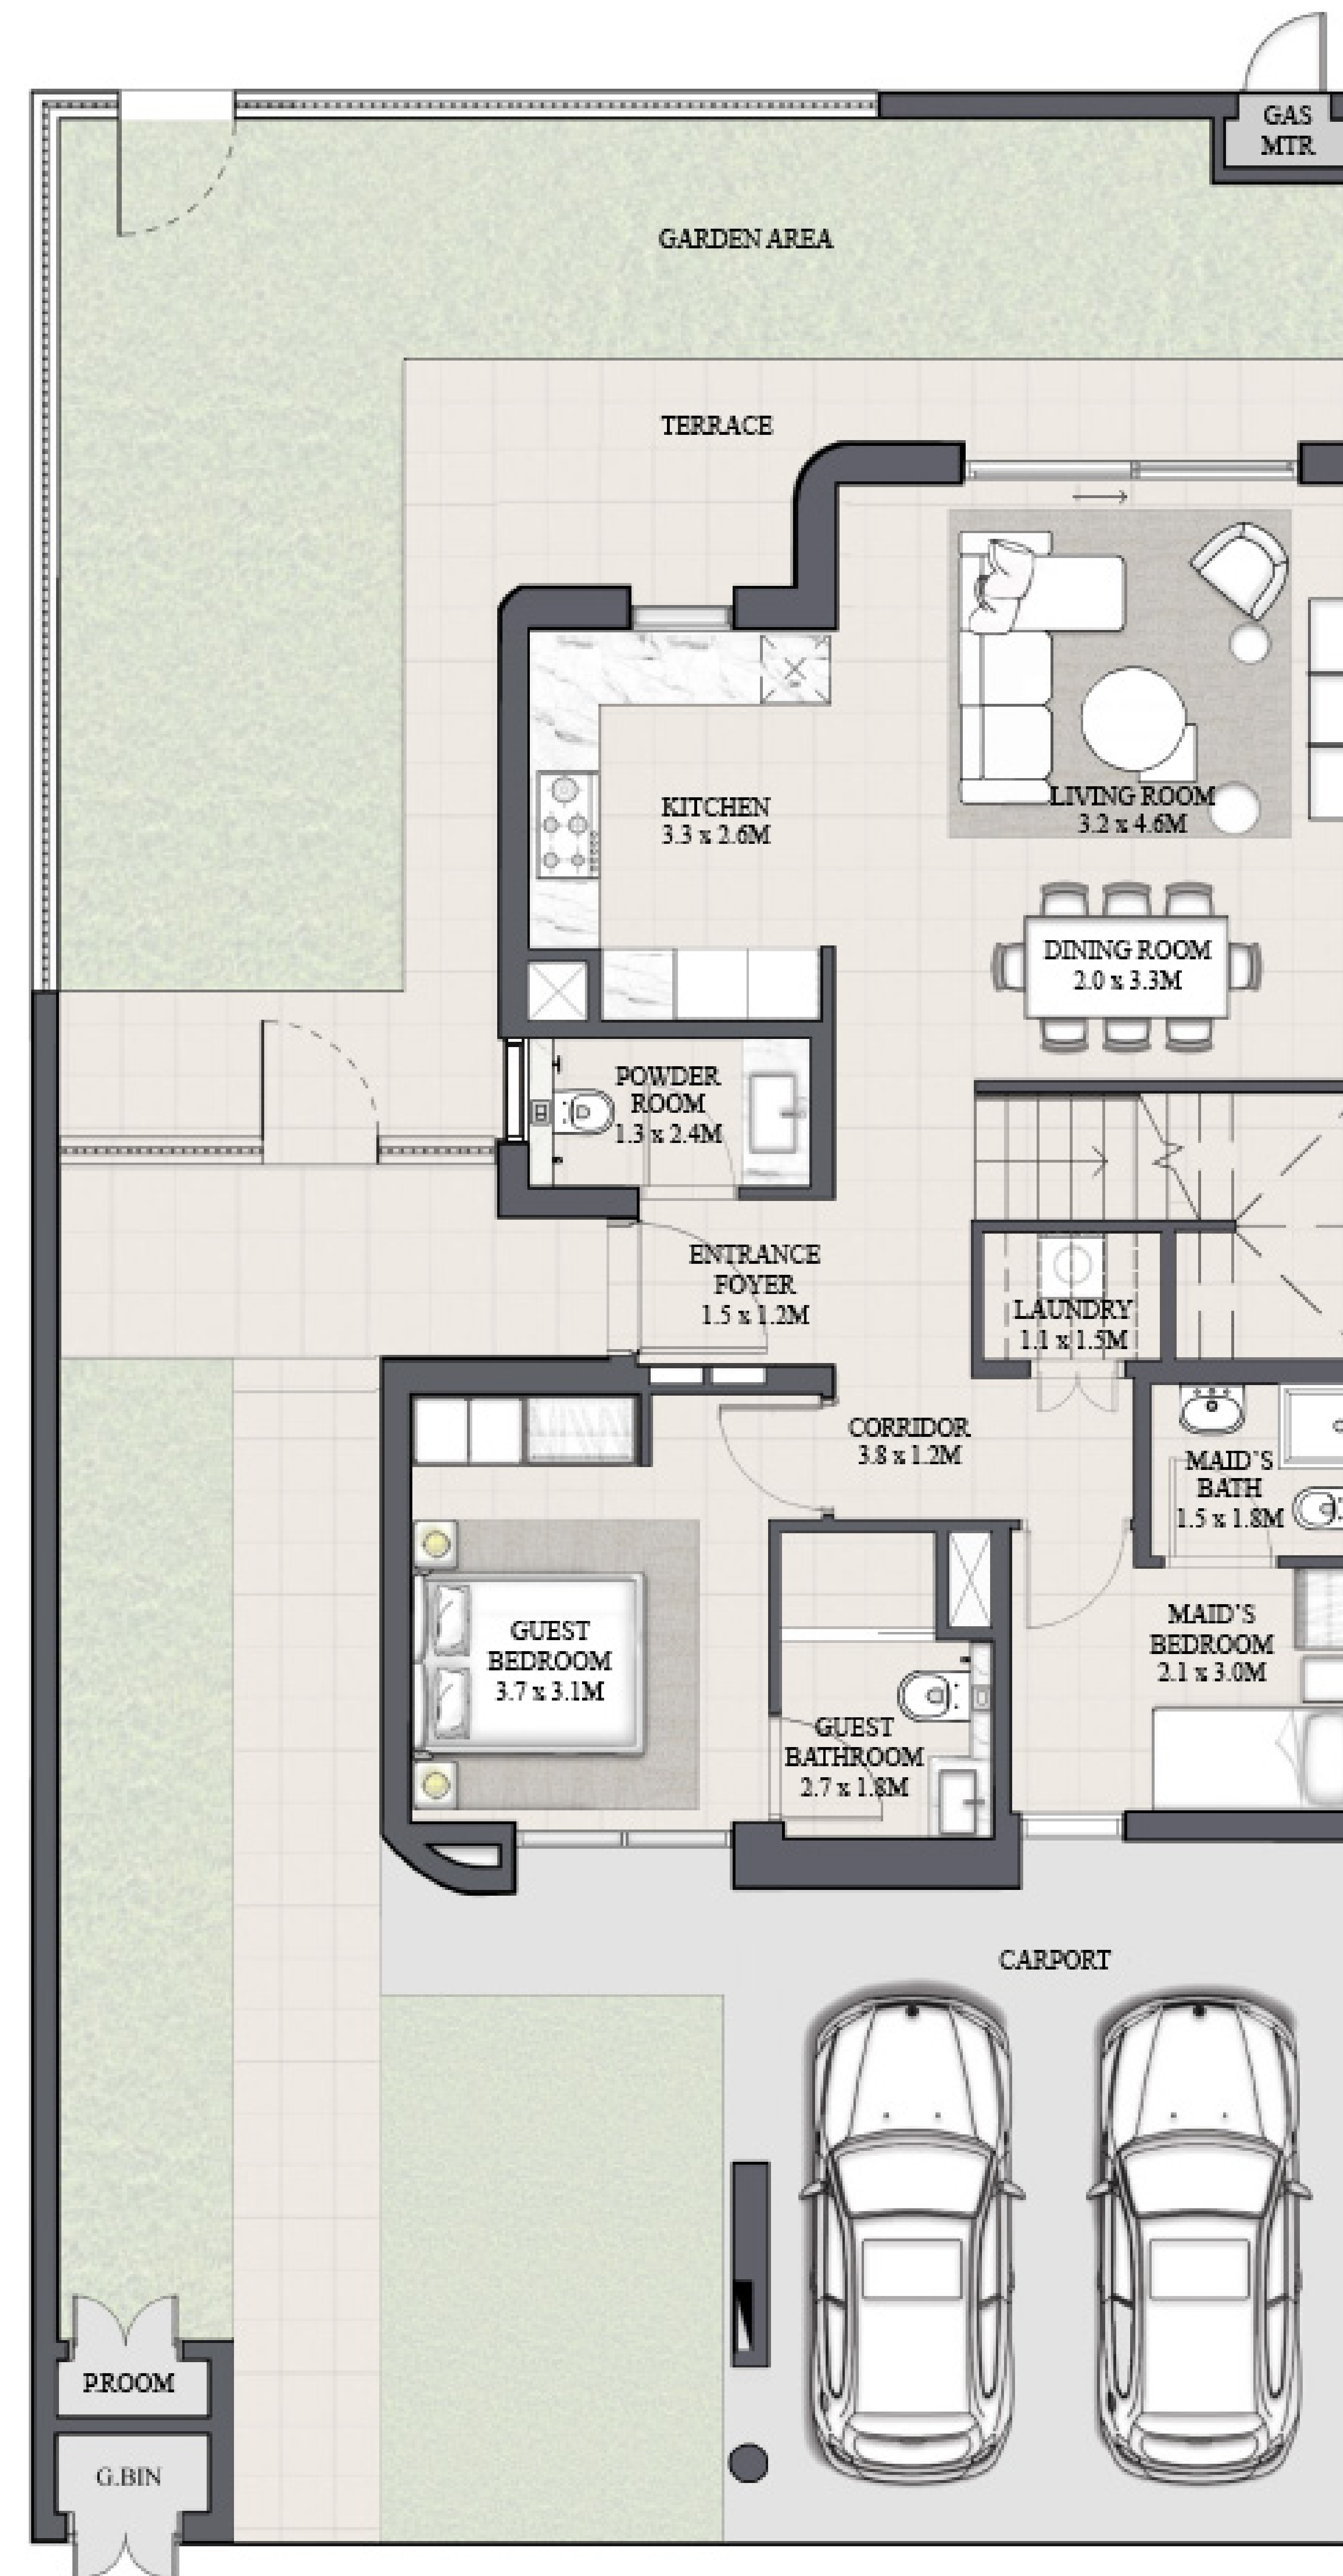 GAS
MTR
GARDEN AREA
TERRACE
KITCHEN
3.3 x 2.6M
LIVING ROOM
3.2 x 4.6M
DINING ROOM
2.0 x 3.3M
POWDER
ROOM
1.3 x 2.4M
ENTRANCE
FOYER
1.5 x 1.2M
LAUNDRY
1.1 x 1.5M
CORRIDOR
3.8 x 1.2M
MAID'S
BATH
1.5 x 1.8M
GUEST
BEDROOM
3.7 x 3.1M
MAID'S
BEDROOM
2.1 x 3.0M
GUEST
BATHROOM
2.7 x 1.8M
CARPORT
P.ROOM
G.BIN